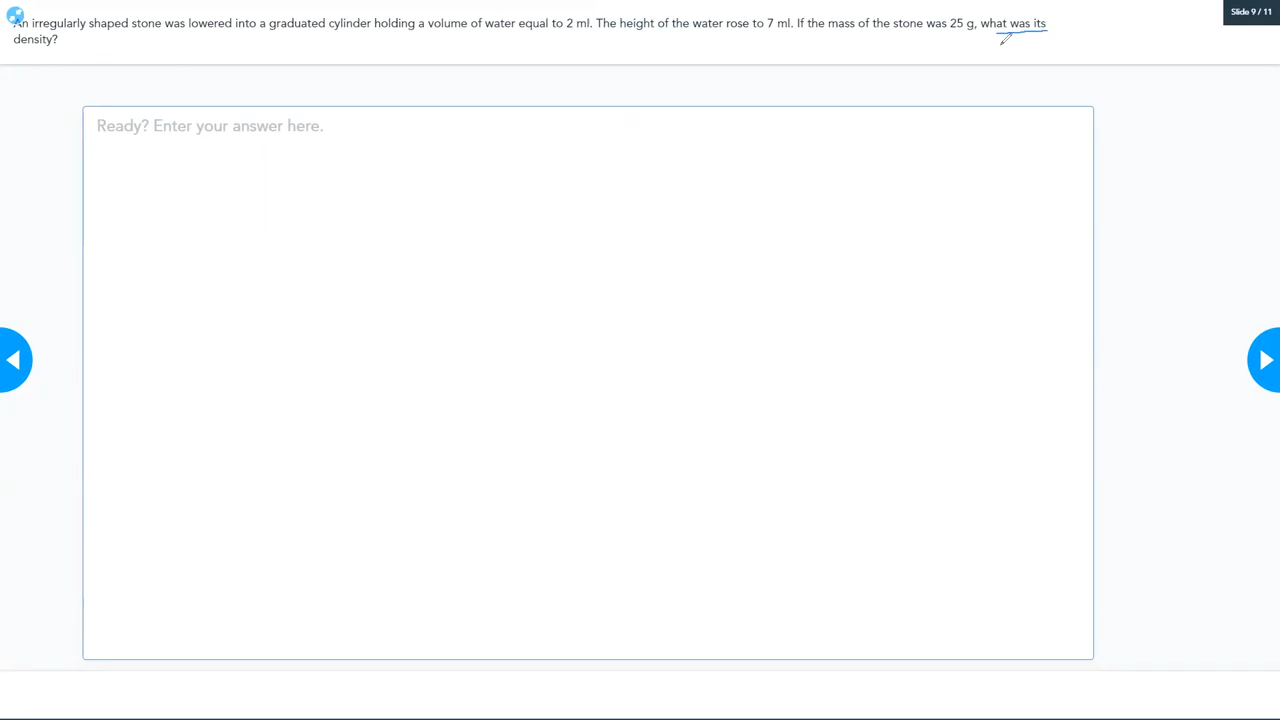 An irregularly shaped stone was lowered into a graduated cylinder holding a volume of water equal to 2 ml. The height of the water rose to 7 ml. If the mass of the stone was 25 g, what was its
density?
Slide 9 / 11
Ready? Enter your answer here.